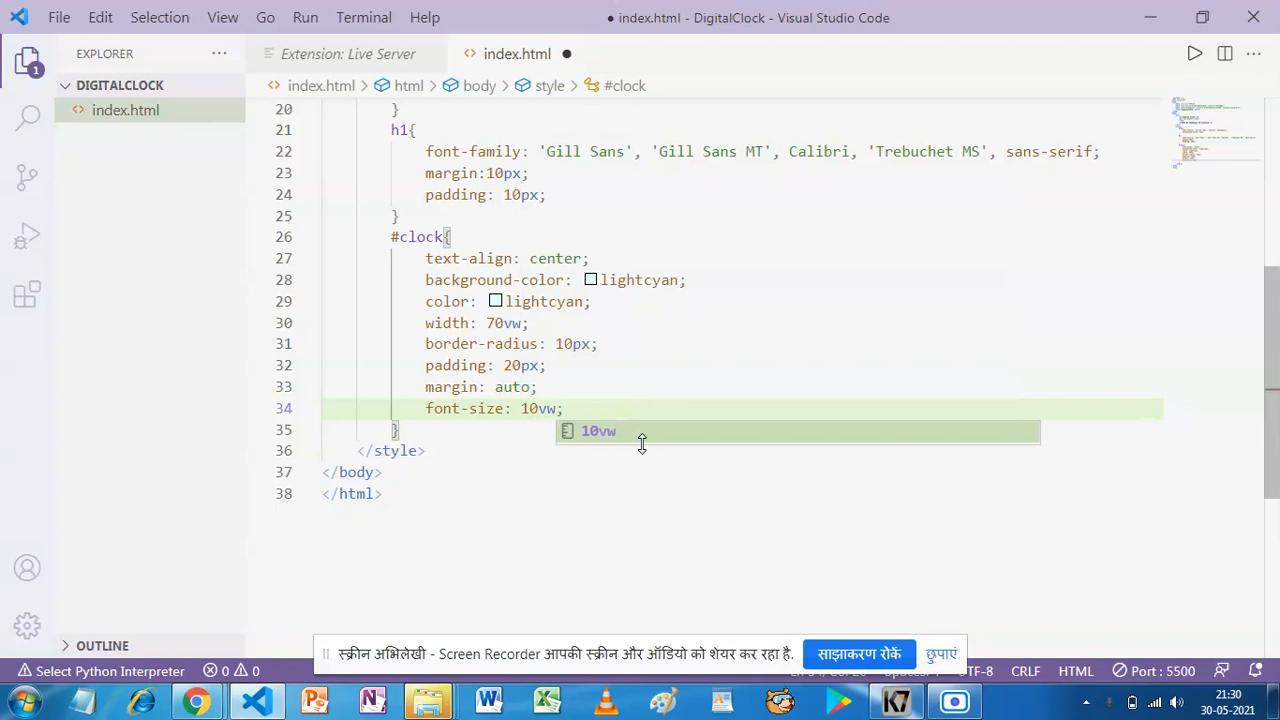 File Edit Selection View Go Run Terminal Help
● index.html - DigitalClock - Visual Studio Code
EXPLORER
Extension: Live Server
index.html
DIGITALCLOCK
index.html
index.html > html > body > style > #clock
1
20 }
21 h1{
22 font-family: 'Gill Sans', 'Gill Sans MT', Calibri, 'Trebuchet MS', sans-serif;
23 margin:10px;
24 padding: 10px;
25 }
26 #clock{
27 text-align: center;
28 background-color: lightcyan;
29 color: lightcyan;
30 width: 70vw;
31 border-radius: 10px;
32 padding: 20px;
33 margin: auto;
34 font-size: 10vw;
35 }
10vw
36 </style>
37 </body>
38 </html>
OUTLINE
स्क्रीन अभिलेखी - Screen Recorder आपकी स्क्रीन और ऑडियो को शेयर कर रहा है.
साझाकरण रोकें
छुपाएं
Select Python Interpreter
0 0
UTF-8
CRLF
HTML
Port: 5500
21:30
30-05-2021